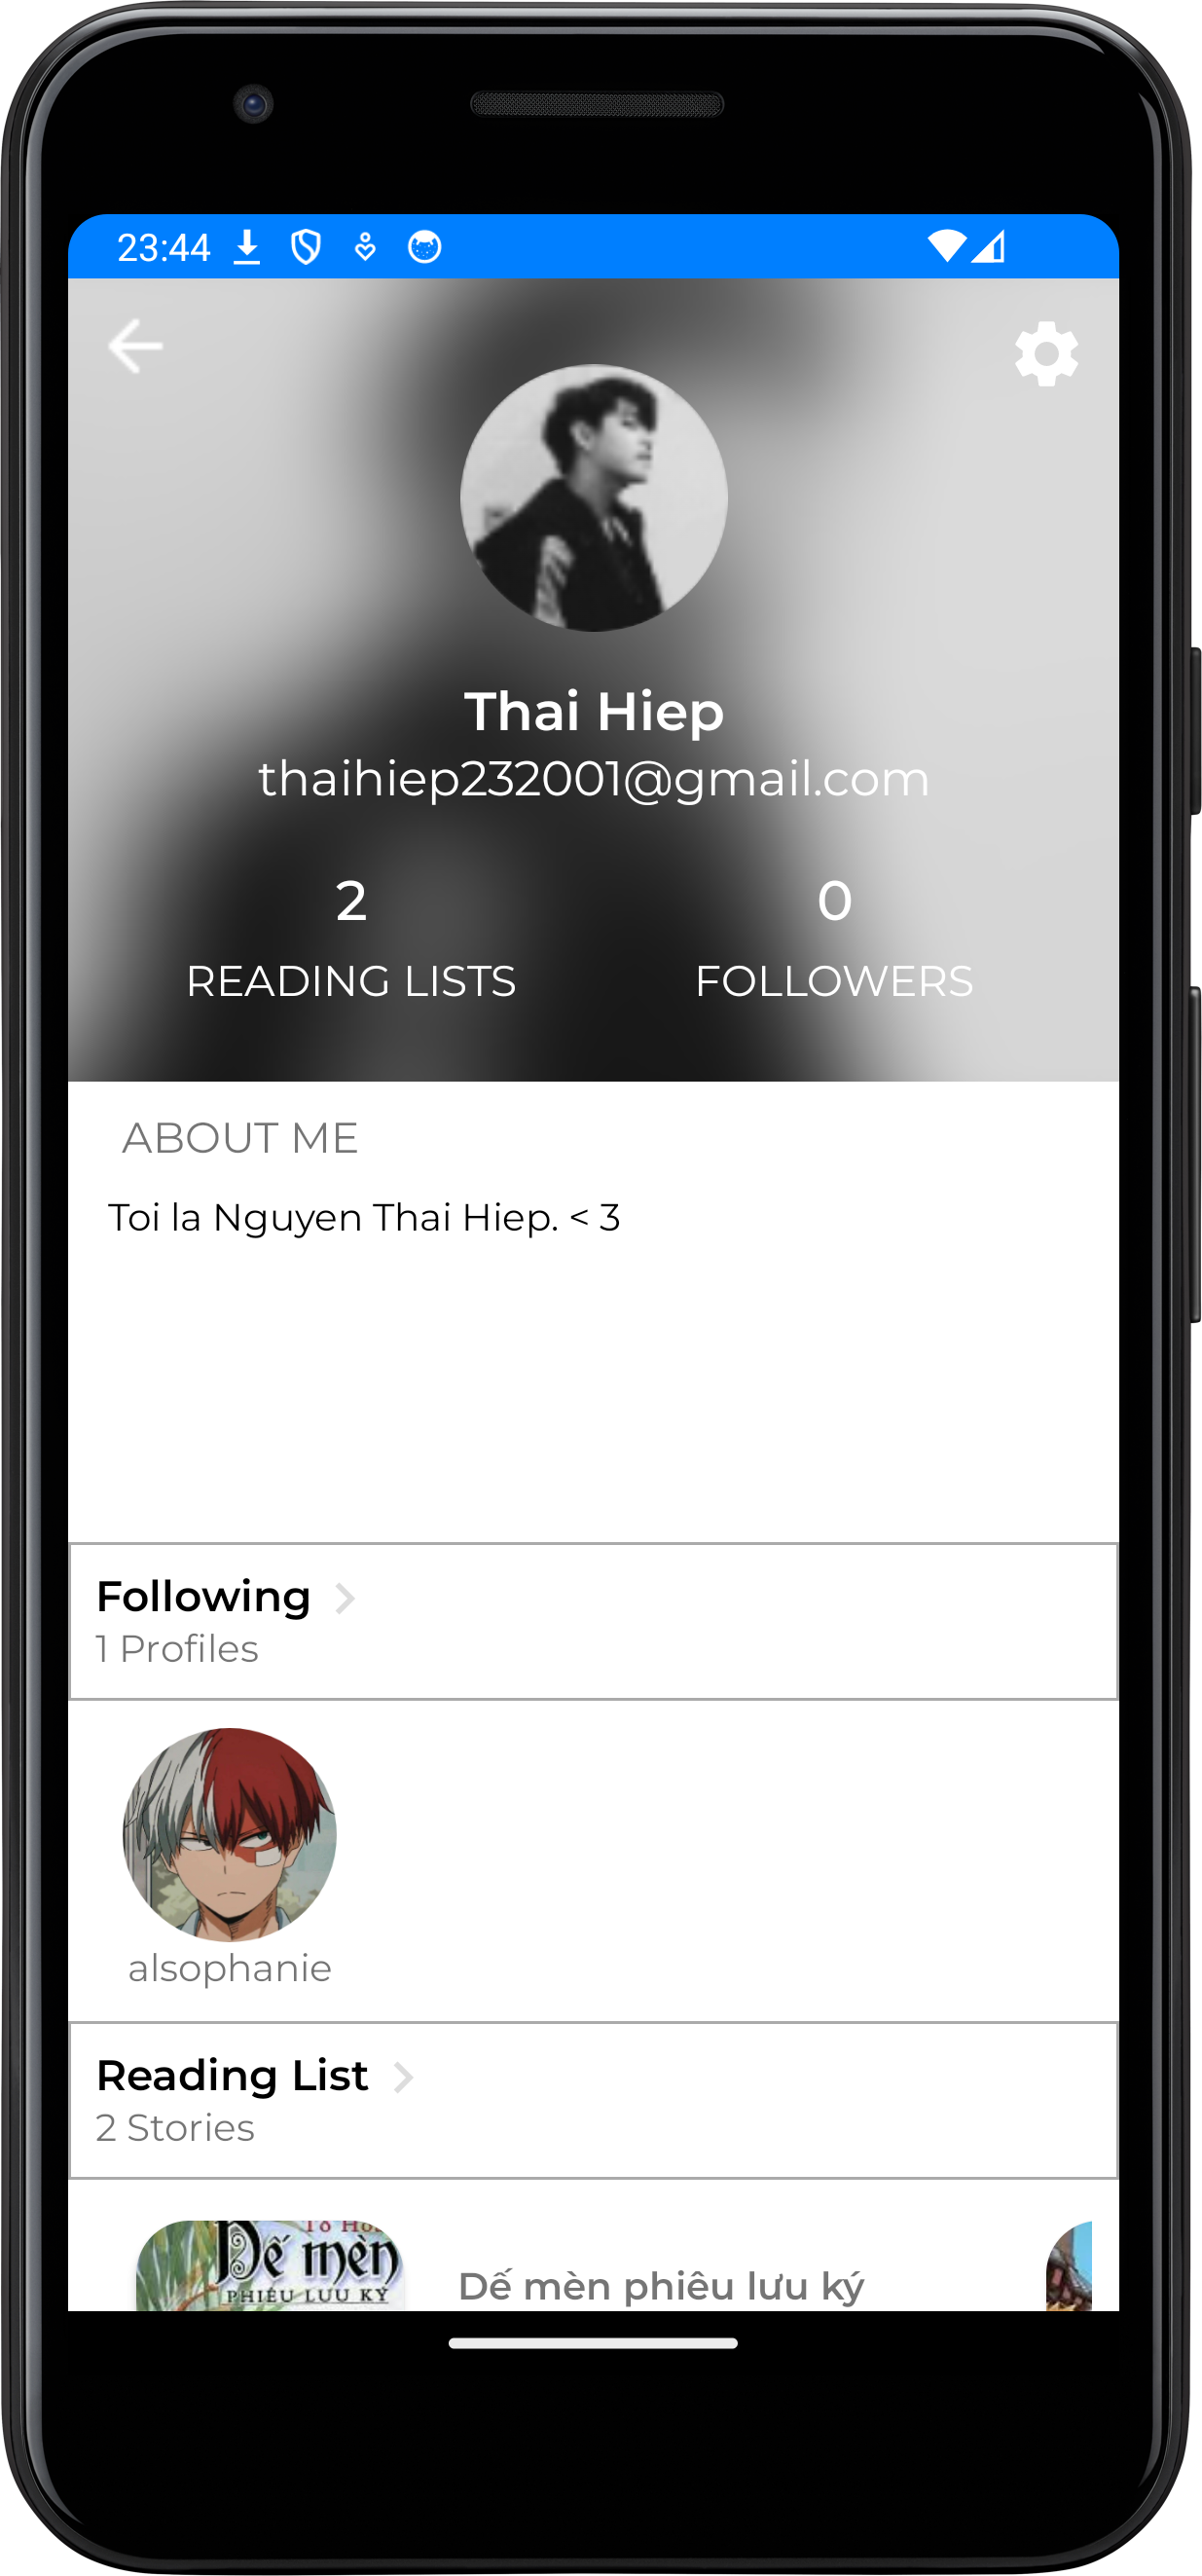 23:44
Thai Hiep
thaihiep232001@gmail.com
2
0
READING LISTS
FOLLOWERS
ABOUT ME
Toi la Nguyen Thai Hiep. < 3
Following
1 Profiles
alsophanie
Reading List
2 Stories
Dế mèn
PHIÊU LƯU KÝ
Dế mèn phiêu lưu ký